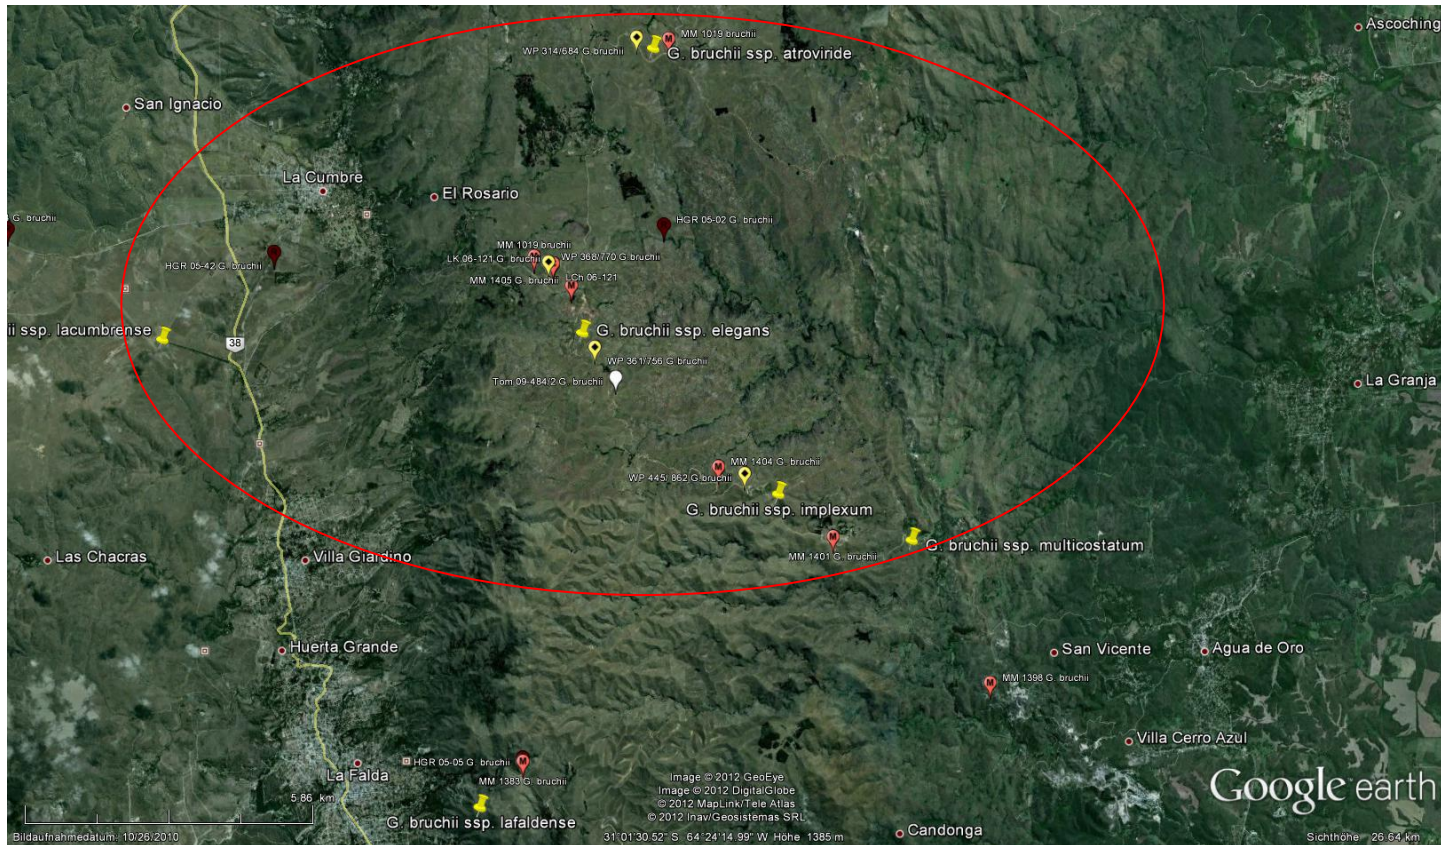 Ascoching
MM 1019 bruchii
WP 314/684 G. bruchii
G. bruchii ssp. atroviride
San Ignacio
La Cumbre
El Rosario
G. bruchii
HGR 05-02 G. bruchii
MM 1019 bruchii
LK 06-121 G. bruchii
WP 368/770 G. bruchii
HGR 05-42 G. bruchii
MM 1405 G. bruchii
LCh 06-121
ii ssp. lacumbrense
G. bruchii ssp. elegans
38
WP 361/756 G. bruchii
Tom 09-484.2 G. bruchii
La Granja
MM 1404 G. bruchii
WP 445/ 862 G. bruchii
G. bruchii ssp. implexum
G. bruchii ssp. multicostatum
MM 1401 G. bruchii
Las Chacras
Villa Giardino
Huerta Grande
San Vicente
Agua de Oro
MM 1398 G. bruchii
Villa Cerro Azul
HGR 05-05 G. bruchii
La Falda
MM 1383 G. bruchii
5.86 km
G. bruchii ssp. lafaldense
Image © 2012 GeoEye
Image © 2012 DigitalGlobe
© 2012 MapLink/Tele Atlas
© 2012 Inav/Geosistemas SRL
Google earth
Candonga
Bildaufnahmedatum: 10/26/2010
31°01'30.52" S 64°24'14.99" W Höhe 1385 m
Sichthöhe 26.64 km